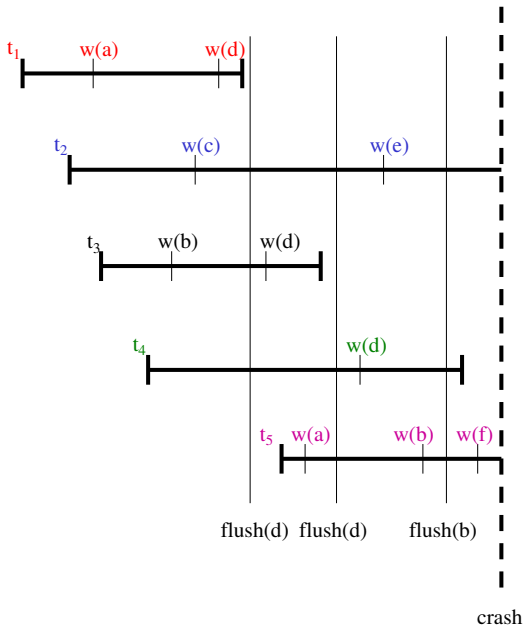 t1 w(a) w(d)
t2 w(c) w(e)
t3 w(b) w(d)
t4 w(d)
t5 w(a) w(b) w(f)
flush(d) flush(d) flush(b)
crash